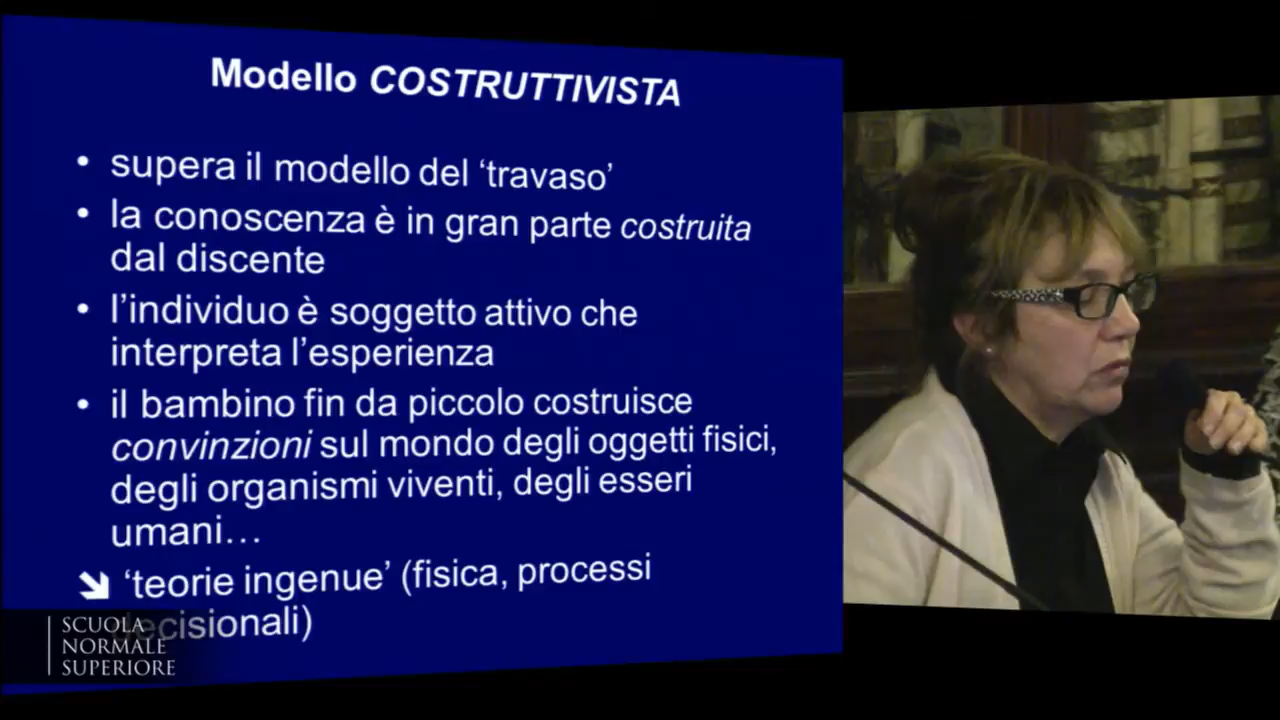 Modello COSTRUTTIVISTA
• supera il modello del ‘travaso’
• la conoscenza è in gran parte costruita
dal discente
• l’individuo è soggetto attivo che
interpreta l’esperienza
• il bambino fin da piccolo costruisce
convinzioni sul mondo degli oggetti fisici,
degli organismi viventi, degli esseri
umani…
‘teorie ingenue’ (fisica, processi
decisionali)
SCUOLA
NORMALE
SUPERIORE